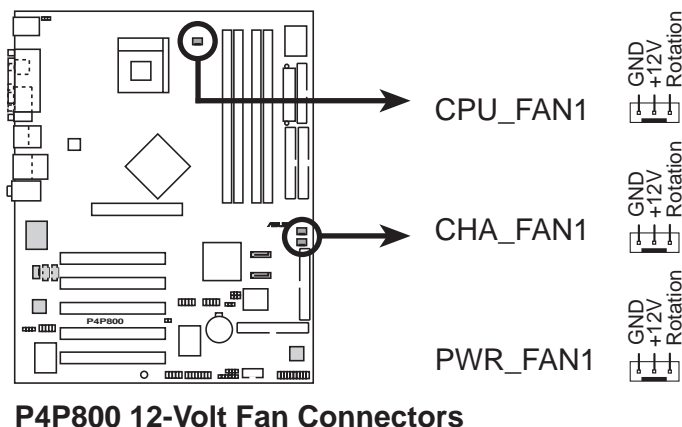 CPU_FAN1
GND
+12V
Rotation
CHA_FAN1
GND
+12V
Rotation
P4P800
PWR_FAN1
GND
+12V
Rotation
P4P800 12-Volt Fan Connectors